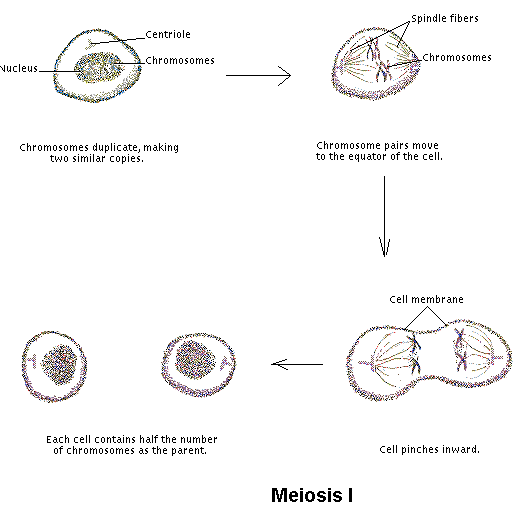 Centriole
Chromosomes
Nucleus
Chromosomes duplicate, making
two similar copies.
Spindle fibers
Chromosomes
Chromosome pairs move
to the equator of the cell.
Cell membrane
Cell pinches inward.
Each cell contains half the number
of chromosomes as the parent.
Meiosis I